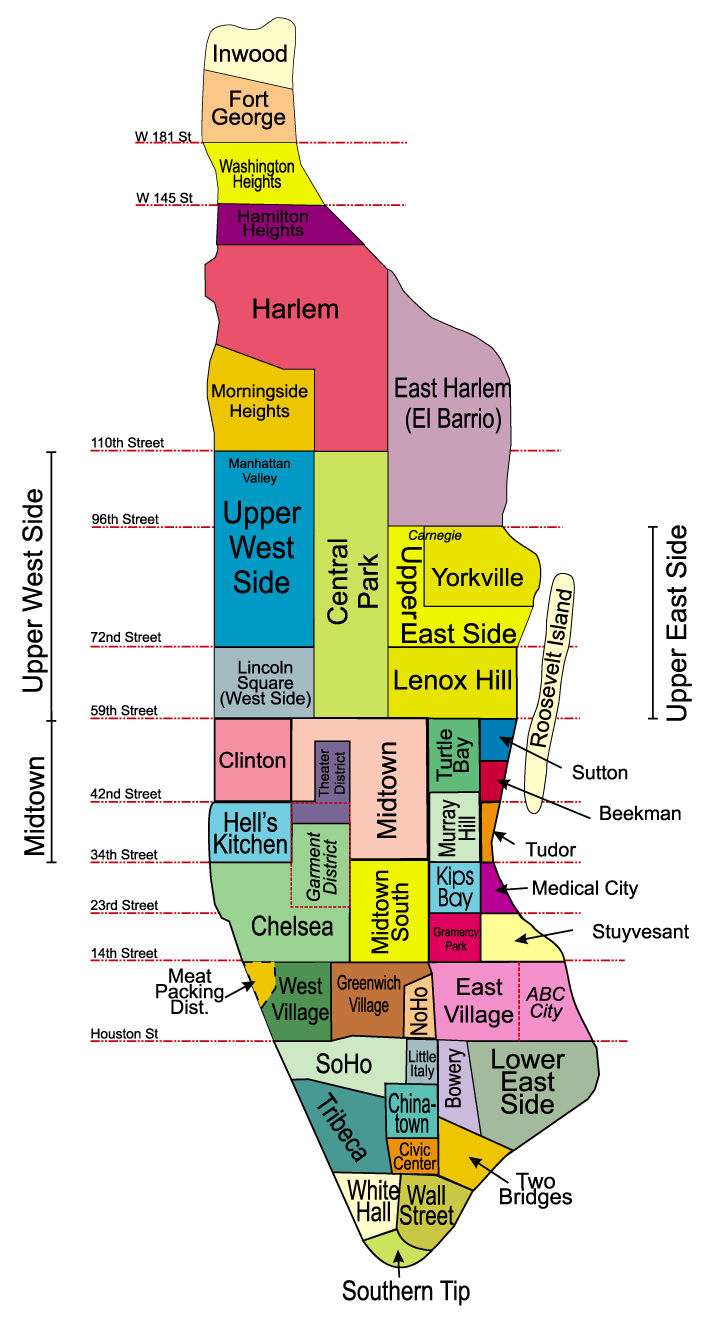 Inwood
Fort
George
W 181 St
Washington
Heights
W 145 St
Hamilton
Heights
Harlem
East Harlem
(El Barrio)
Morningside
Heights
110th Street
Manhattan
Valley
Upper
West
Side
Upper West Side
Central
Park
96th Street
Carnegie
Upper
East Side
Yorkville
Upper East Side
Roosevelt Island
72nd Street
Lincoln
Square
(West Side)
Lenox Hill
59th Street
Midtown
Clinton
Theater
District
Midtown
Turtle
Bay
Sutton
42nd Street
Beekman
Hell's
Kitchen
Murray
Hill
Tudor
34th Street
Garment
District
Midtown
South
Kips
Bay
Medical City
23rd Street
Chelsea
Gramercy
Park
Stuyvesant
14th Street
Meat
Packing
Dist.
West
Village
Greenwich
Village
NoHo
East
Village
ABC
City
Houston St
SoHo
Little
Italy
Bowery
Lower
East
Side
Tribeca
China-
town
Civic
Center
Two
Bridges
White
Hall
Wall
Street
Southern Tip